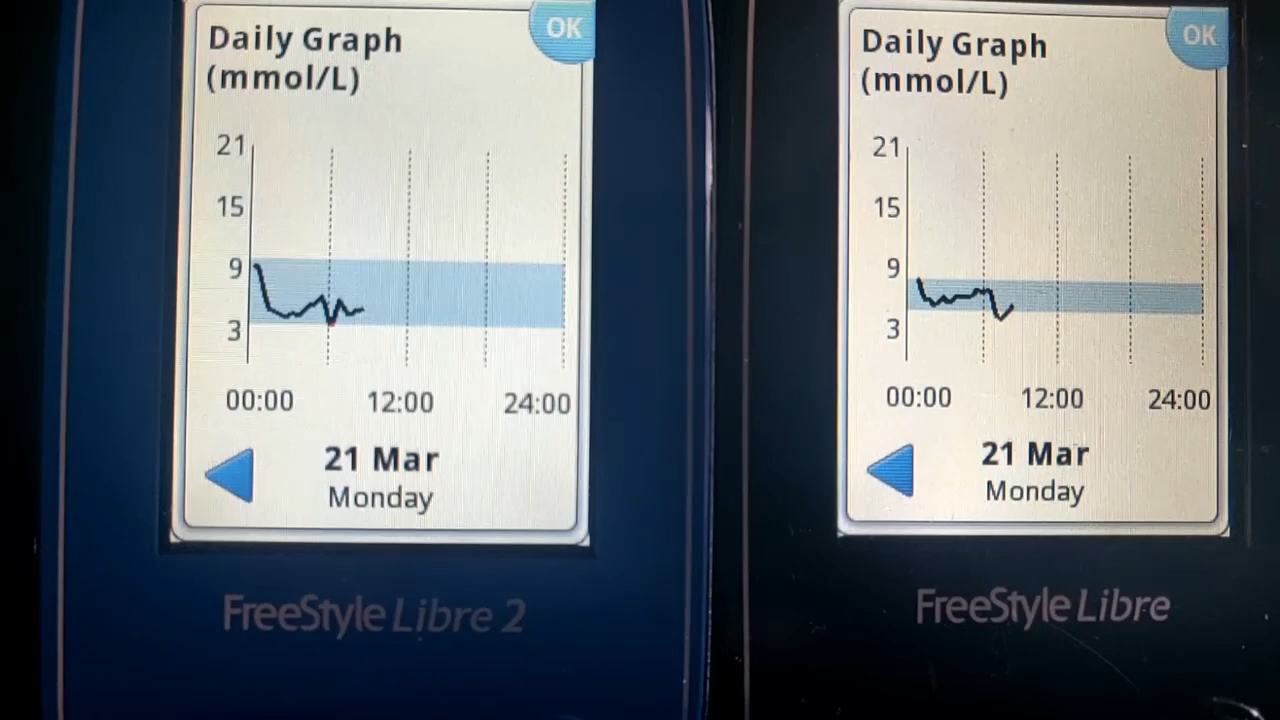 Daily Graph
(mmol/L)
OK
21
15
9
3
00:00
12:00
24:00
21 Mar
Monday
FreeStyle Libre 2
Daily Graph
(mmol/L)
OK
21
15
9
3
00:00
12:00
24:00
21 Mar
Monday
FreeStyle Libre